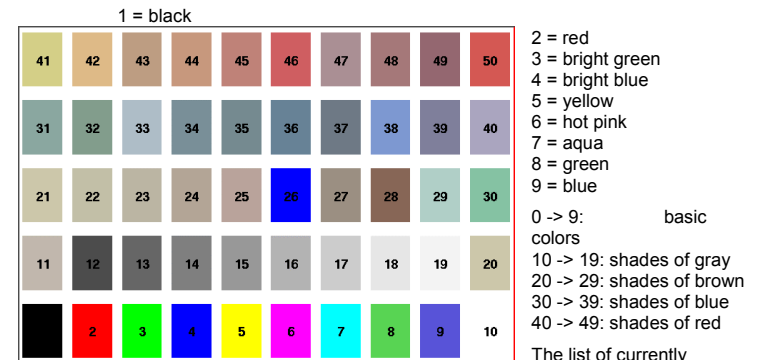 1 = black
41 42 43 44 45 46 47 48 49 50
31 32 33 34 35 36 37 38 39 40
21 22 23 24 25 26 27 28 29 30
11 12 13 14 15 16 17 18 19 20
2 3 4 5 6 7 8 9 10
2 = red
3 = bright green
4 = bright blue
5 = yellow
6 = hot pink
7 = aqua
8 = green
9 = blue
0 -> 9: basic
colors
10 -> 19: shades of gray
20 -> 29: shades of brown
30 -> 39: shades of blue
40 -> 49: shades of red
The list of currently